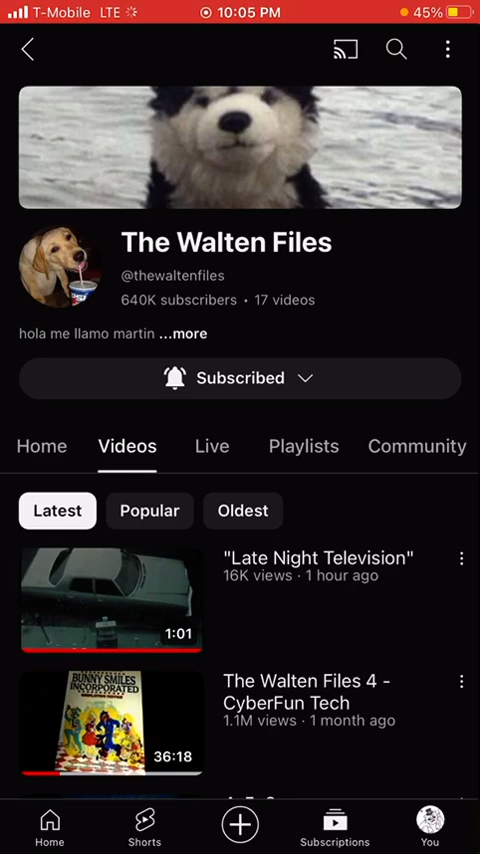 T-Mobile LTE 10:05 PM 45%
The Walten Files
@thewaltenfiles
640K subscribers · 17 videos
hola me llamo martin ...more
Subscribed
Home Videos Live Playlists Community
Latest Popular Oldest
"Late Night Television"
16K views · 1 hour ago
1:01
BUNNY SMILES
INCORPORATED
The Walten Files 4 -
CyberFun Tech
1.1M views · 1 month ago
36:18
Home Shorts Subscriptions You